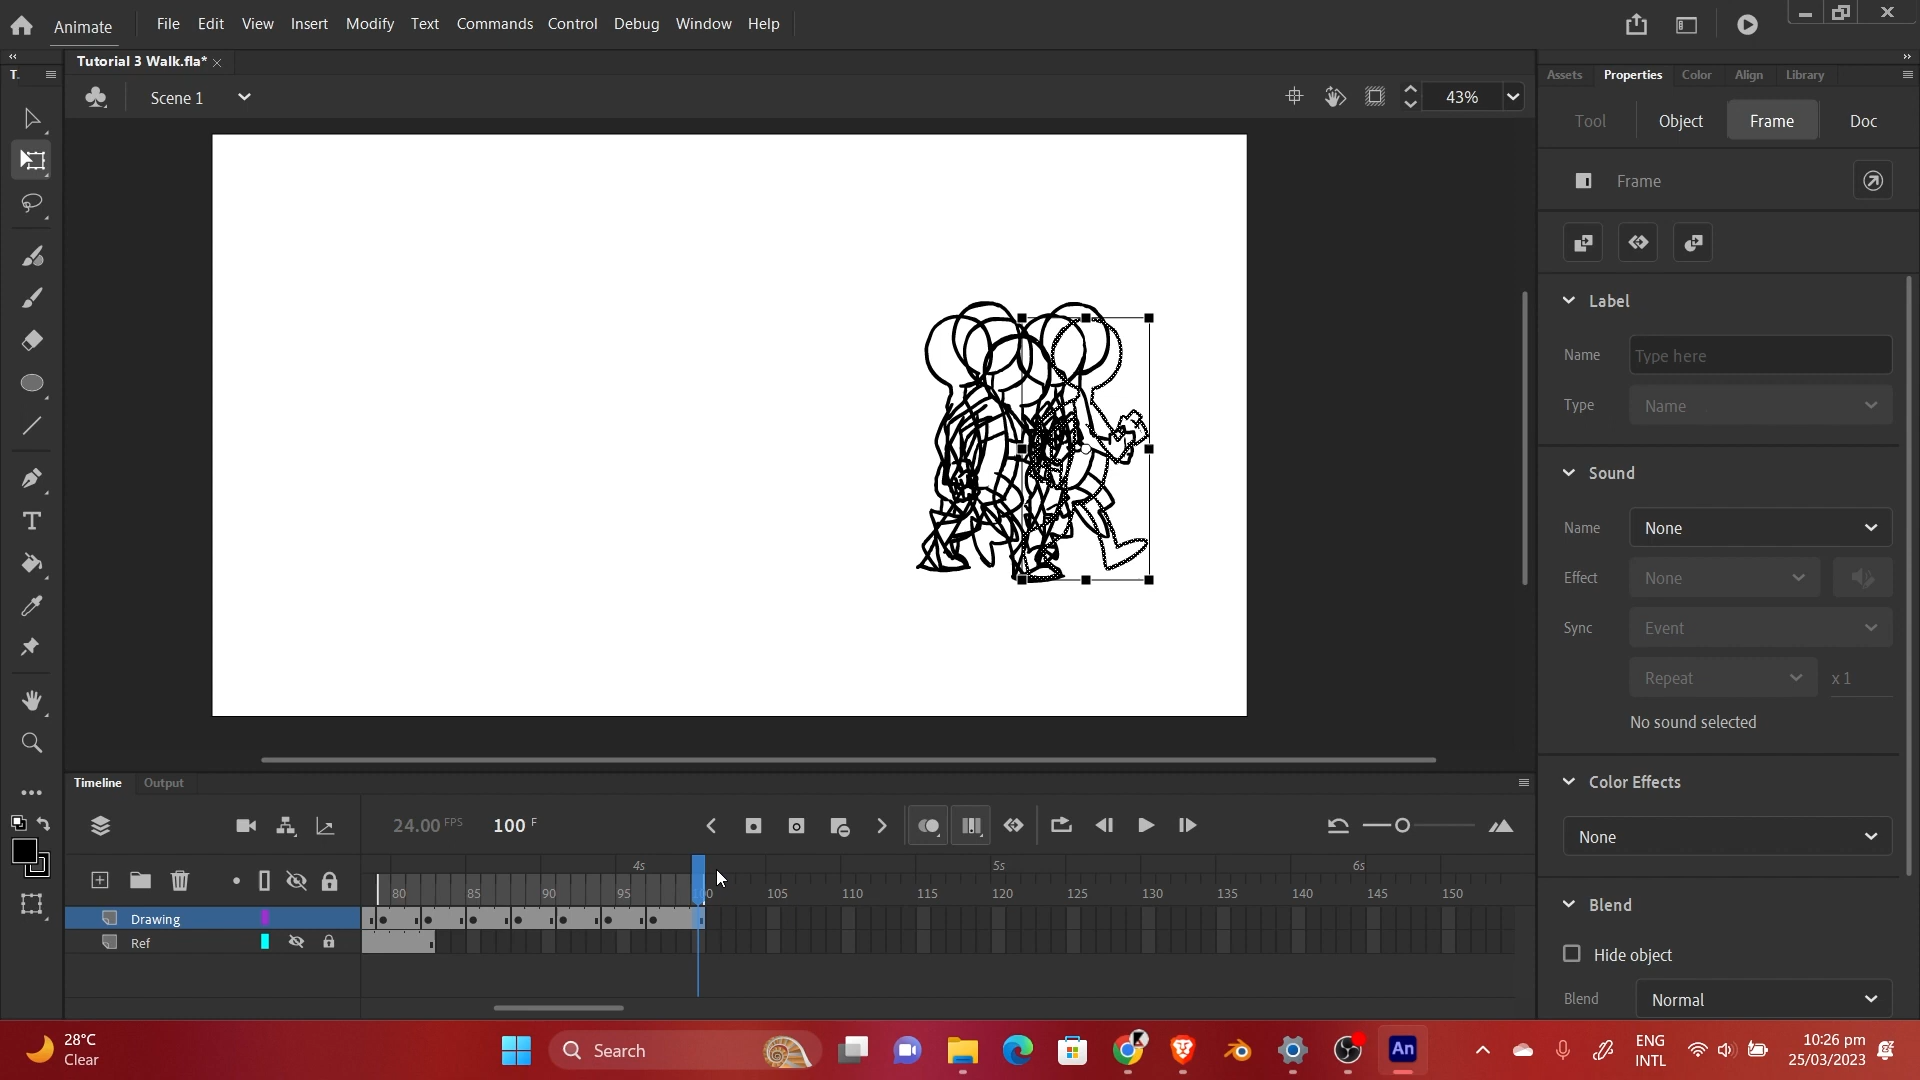 Animate File Edit View Insert Modify Text Commands Control Debug Window Help
Tutorial 3 Walk.fla*
T.
Assets Properties Color Align Library
Scene 1 43%
Tool Object Frame Doc
Frame
Label
Name Type here
Type Name
Sound
Name None
Effect None
Sync Event
Repeat x 1
No sound selected
Timeline Output
Color Effects
24.00 FPS 100 F
None
4s 5s 6s
80 85 90 95 100 105 110 115 120 125 130 135 140 145 150
Drawing
Ref
Blend
Hide object
Blend Normal
28°C
Clear
Search
An
ENG
INTL
10:26 pm
25/03/2023